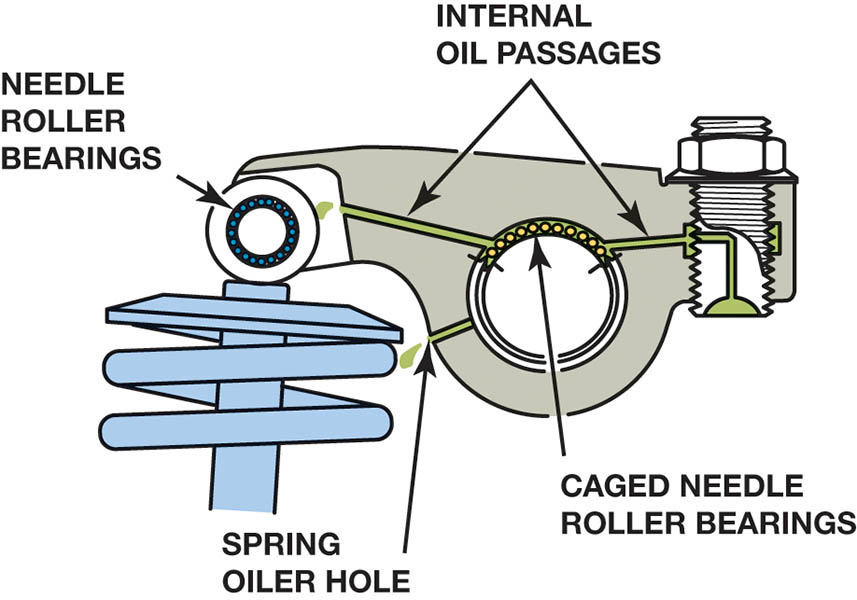 INTERNAL
OIL PASSAGES
NEEDLE
ROLLER
BEARINGS
CAGED NEEDLE
ROLLER BEARINGS
SPRING
OILER HOLE